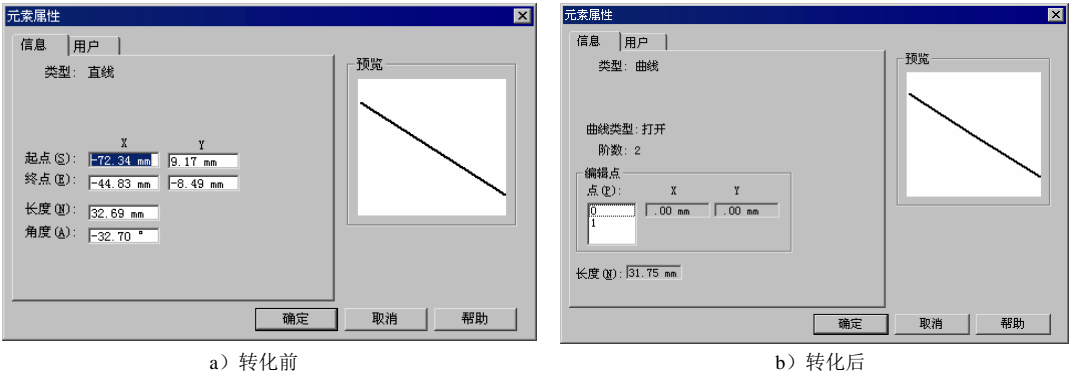 元素属性
信息 用户
类型: 直线
X Y
起点(S): -72.34 mm 9.17 mm
终点(E): -44.83 mm -8.49 mm
长度(N): 32.69 mm
角度(A): -32.70 °
预览
确定 取消 帮助
a）转化前
元素属性
信息 用户
类型: 曲线
曲线类型: 打开
阶数: 2
编辑点
点(P): X Y
0 .00 mm .00 mm
1
长度(N): 31.75 mm
预览
确定 取消 帮助
b）转化后